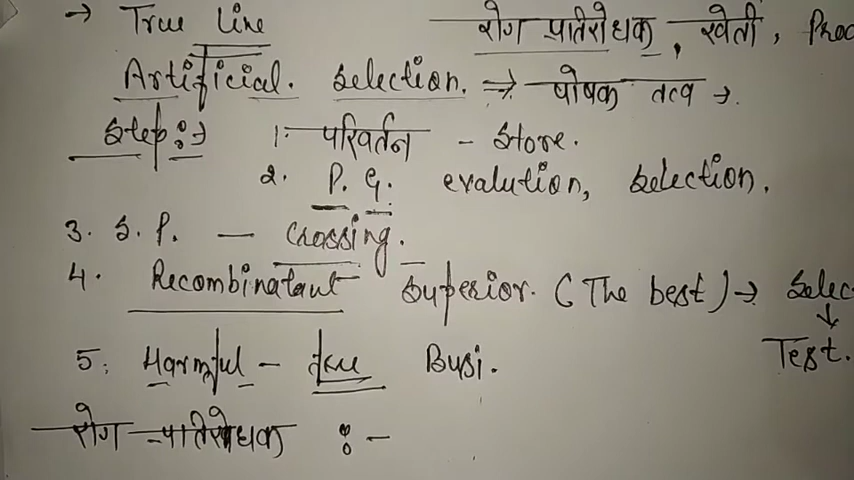 → True line रोग प्रतिरोधक, खेती,
Artificial. Selection. ⇒ पोषक तत्व →.
Step:→ 1. परिवर्तन - Store.
2. P. G. evalution, Selection.
3. S. P. — Crossing.
4. Recombinatant Superior. (The best) → Selec
↓
Test.
5. Harmful - Busi.
रोग प्रतिरोधक :-